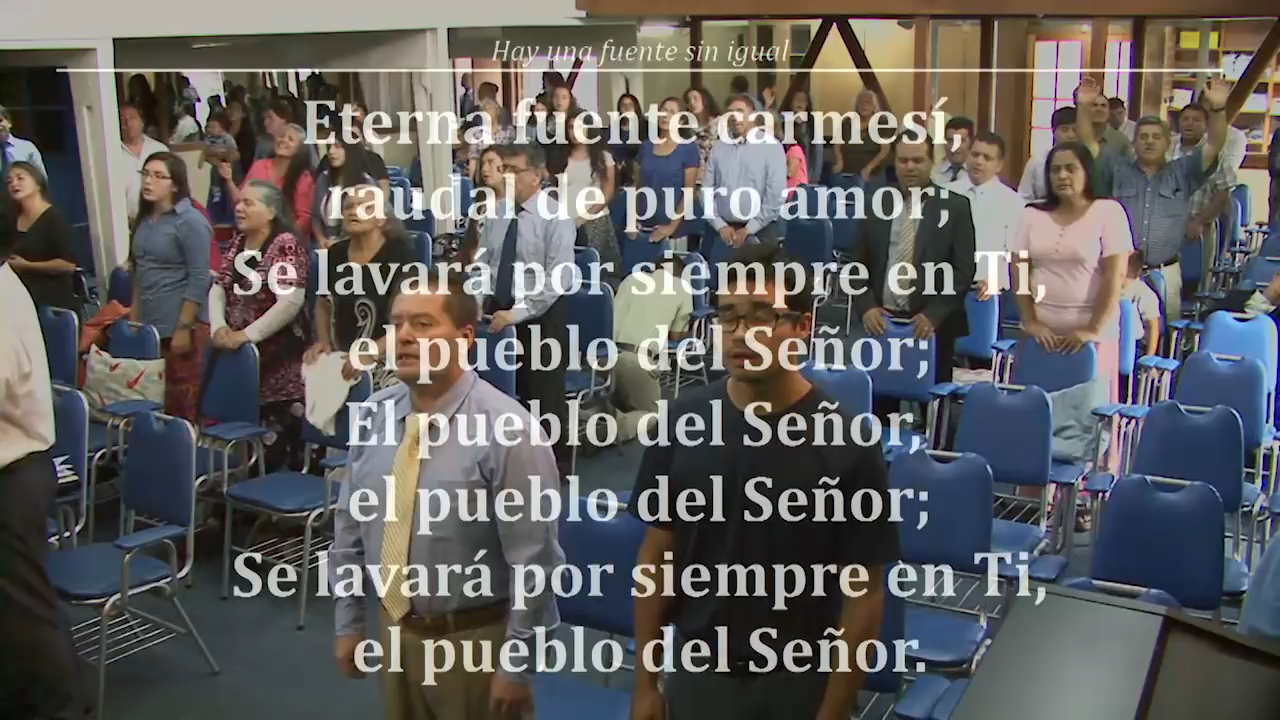 Hay una fuente sin igual
Eterna fuente carmesí,
raudal de puro amor;
Se lavará por siempre en Ti,
el pueblo del Señor;
El pueblo del Señor,
el pueblo del Señor;
Se lavará por siempre en Ti,
el pueblo del Señor.